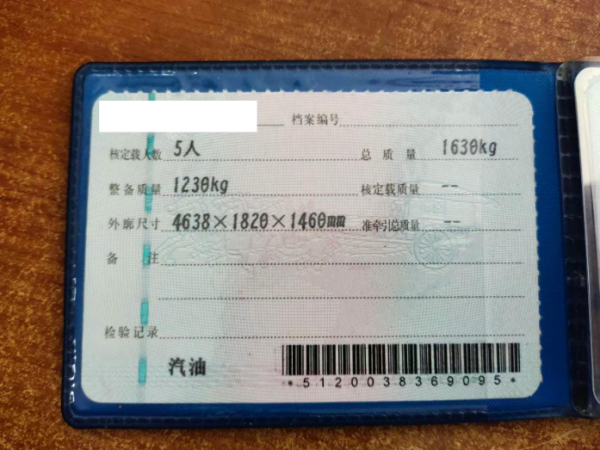 档案编号
核定载人数 5人 总质量 1630kg
整备质量 1230kg 核定载质量 --
外廓尺寸 4638×1820×1460mm 准牵引总质量 --
备注
检验记录
汽油
*5120038369095*